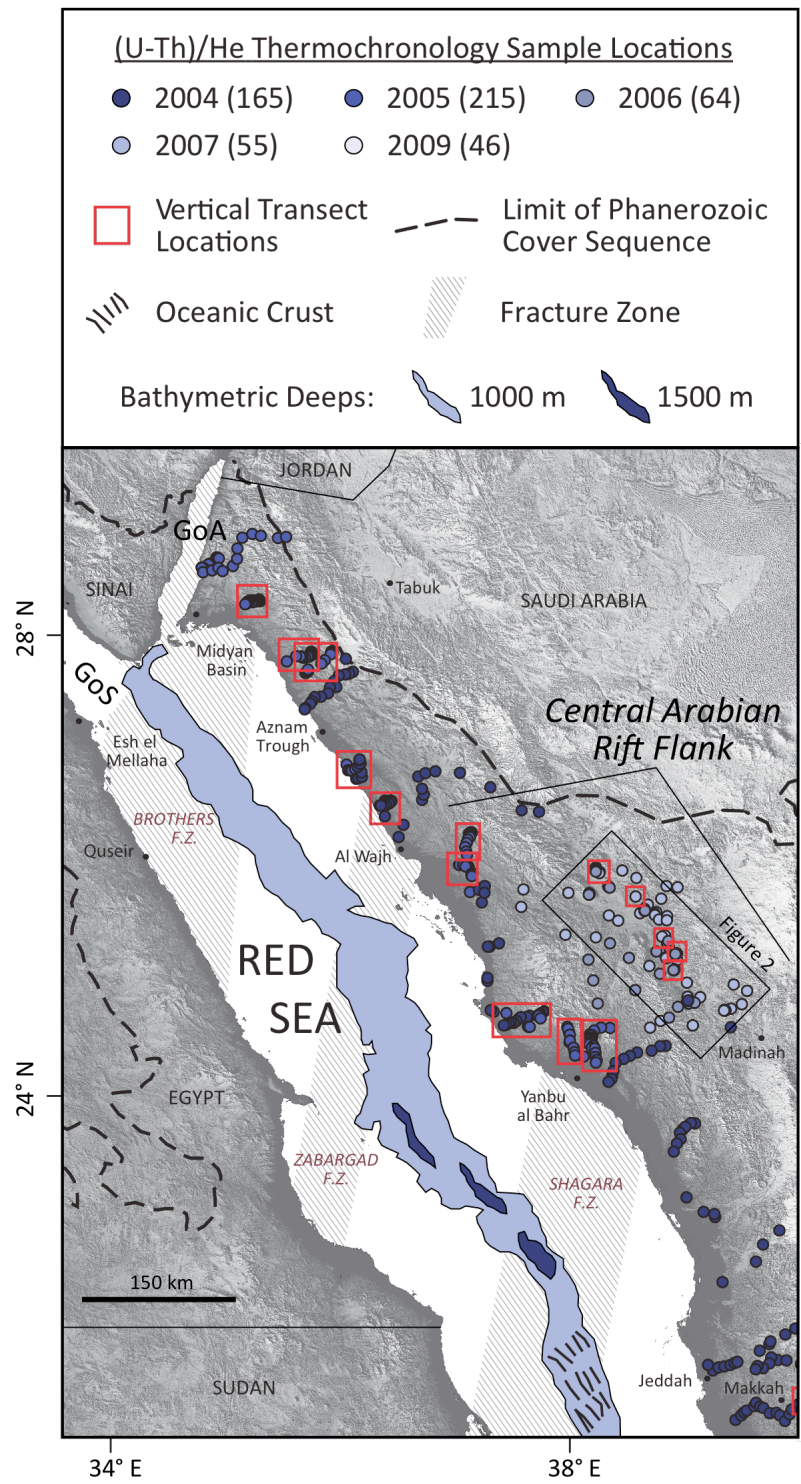 (U-Th)/He Thermochronology Sample Locations
2004 (165)
2005 (215)
2006 (64)
2007 (55)
2009 (46)
Vertical Transect
Locations
Limit of Phanerozoic
Cover Sequence
Oceanic Crust
Fracture Zone
Bathymetric Deeps:
1000 m
1500 m
JORDAN
GoA
SINAI
Tabuk
SAUDI ARABIA
28° N
Midyan
Basin
GoS
Central Arabian
Rift Flank
Aznam
Trough
Esh el
Mellaha
BROTHERS
F.Z.
Quseir
Al Wajh
Figure 2
RED
SEA
Madinah
24° N
EGYPT
Yanbu
al Bahr
ZABARGAD
F.Z.
SHAGARA
F.Z.
150 km
Jeddah
Makkah
SUDAN
34° E
38° E